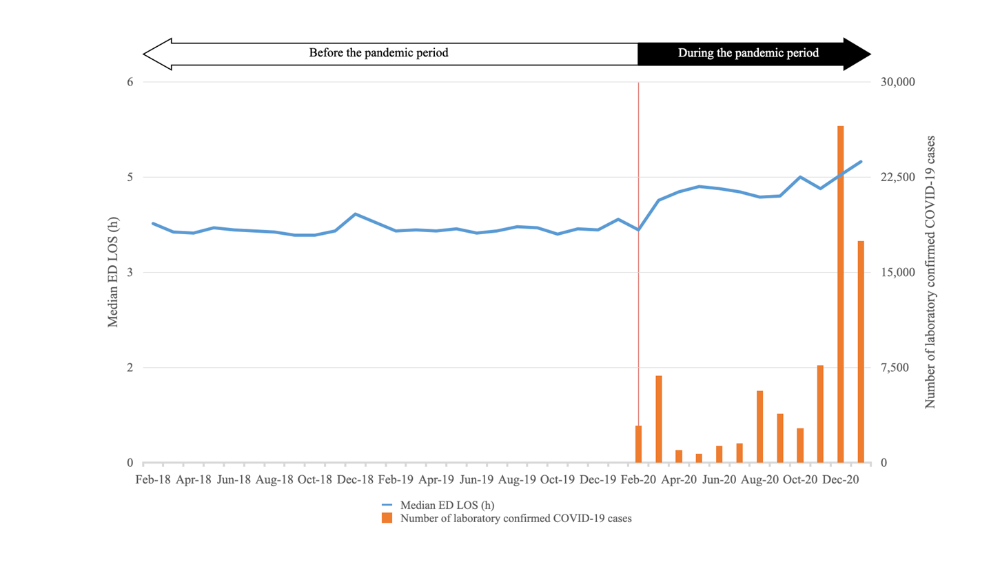 Before the pandemic period
During the pandemic period
6
5
3
2
0
Median ED LOS (h)
30,000
22,500
15,000
7,500
0
Number of laboratory confirmed COVID-19 cases
Feb-18 Apr-18 Jun-18 Aug-18 Oct-18 Dec-18 Feb-19 Apr-19 Jun-19 Aug-19 Oct-19 Dec-19 Feb-20 Apr-20 Jun-20 Aug-20 Oct-20 Dec-20
Median ED LOS (h)
Number of laboratory confirmed COVID-19 cases